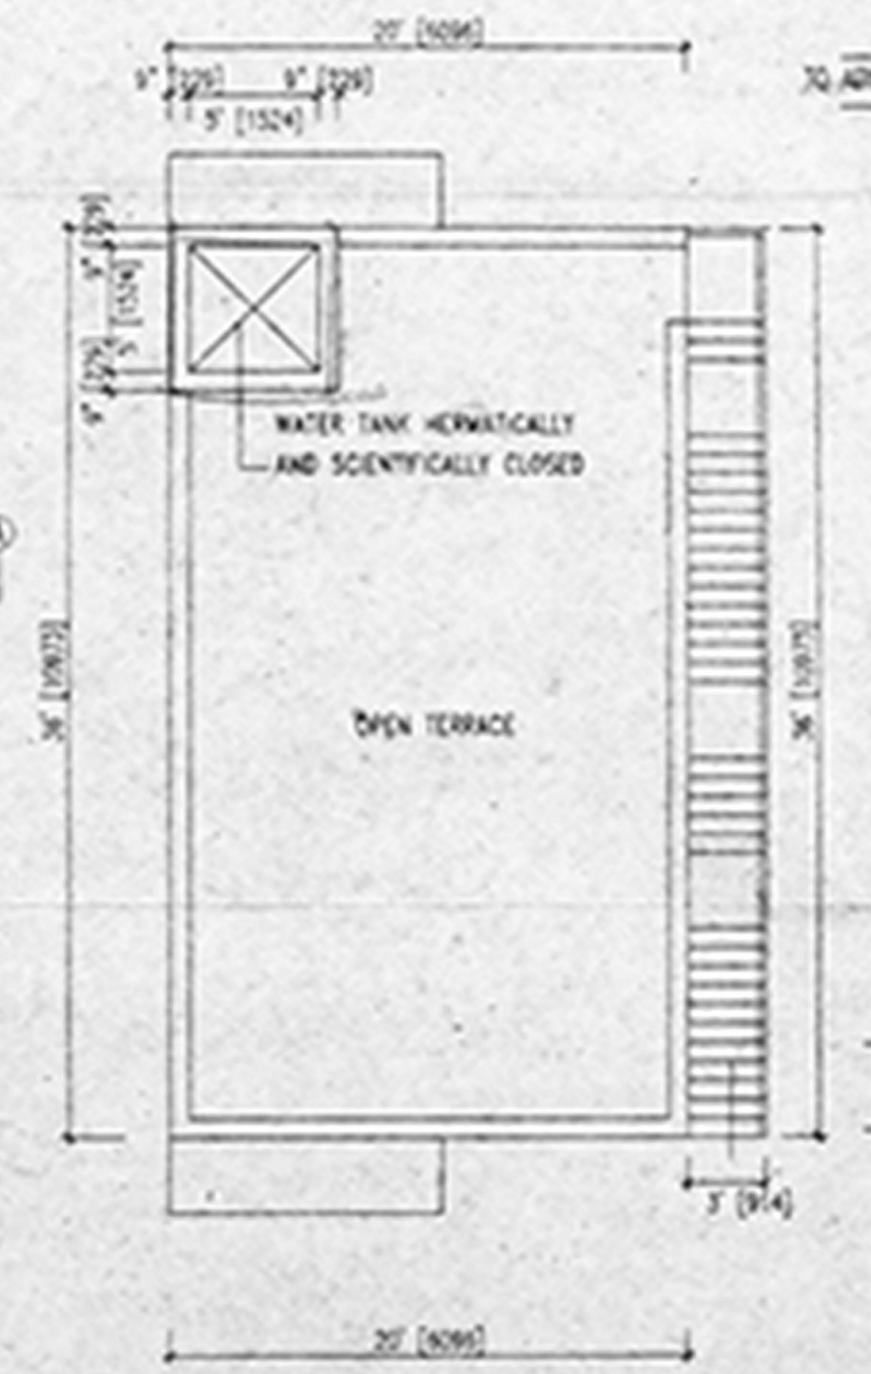 20' [6096]
9" [229] 9" [229]
5' [1524]
9" [229]
5' [1524]
9" [229]
WATER TANK HERMATICALLY
AND SCIENTIFICALLY CLOSED
36' [10973]
36' [10973]
OPEN TERRACE
3' [914]
20' [6096]